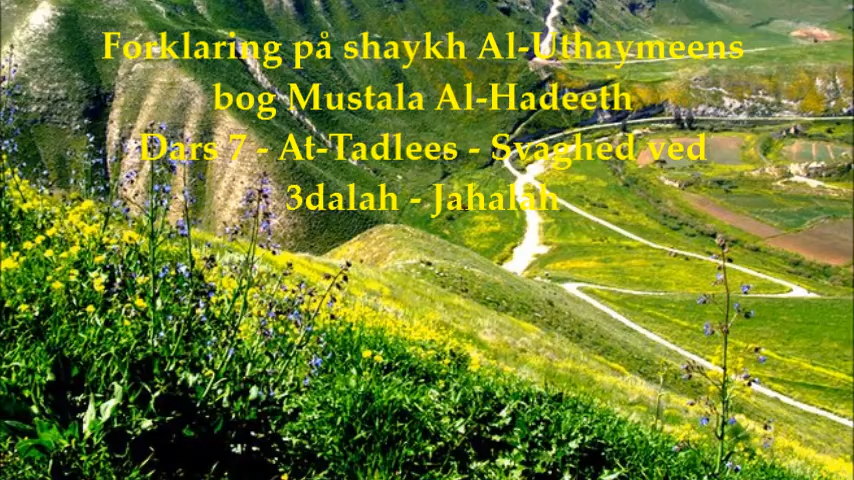 Forklaring på shaykh Al-Uthaymeens
bog Mustala Al-Hadeeth
Dars 7 - At-Tadlees - Svaghed ved
3dalah - Jahalah